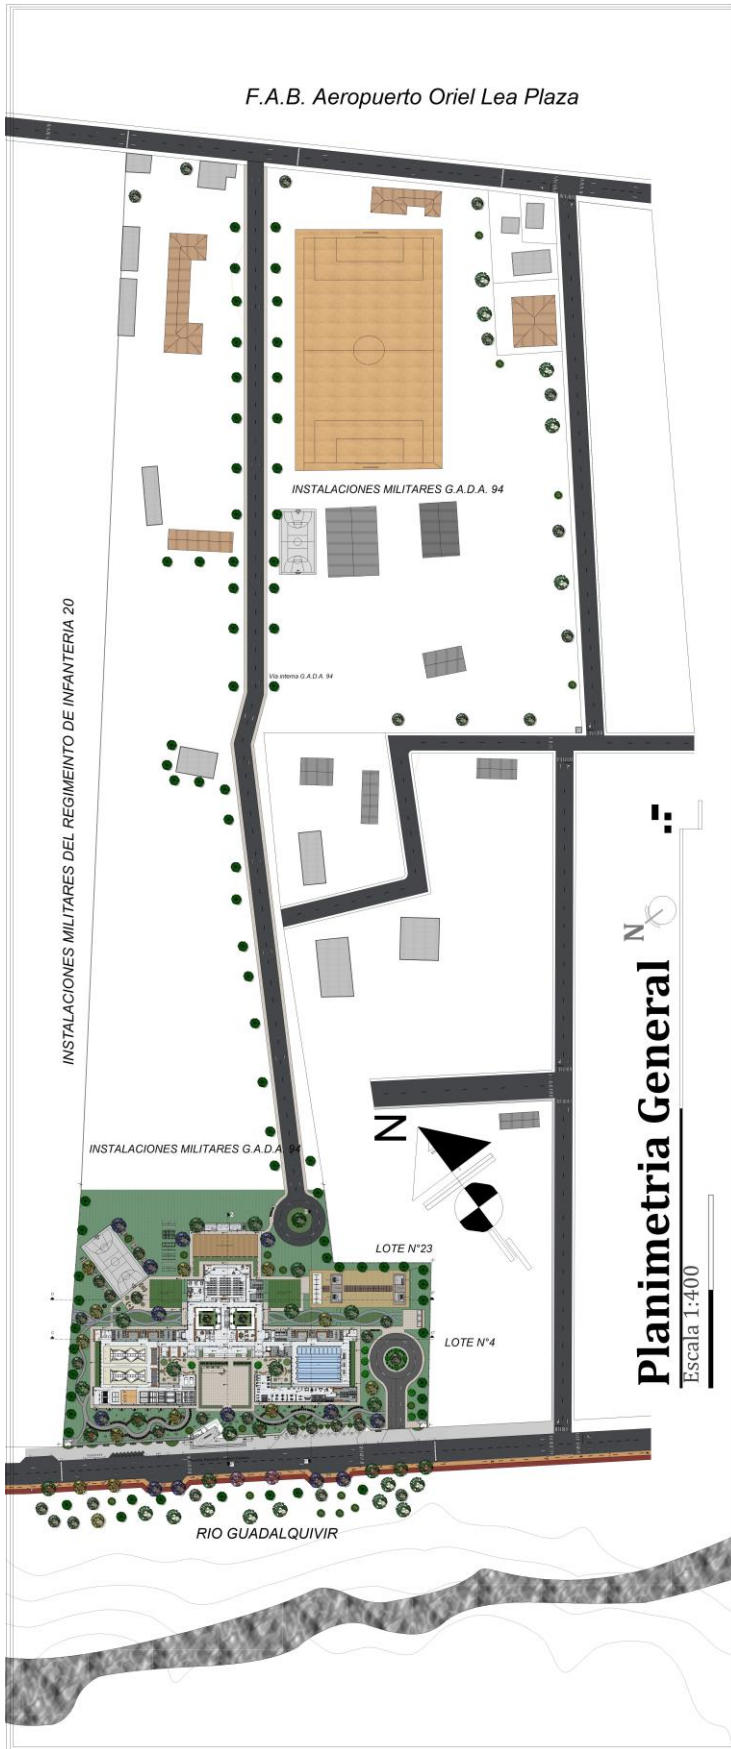 F.A.B. Aeropuerto Oriel Lea Plaza
INSTALACIONES MILITARES G.A.D.A. 94
INSTALACIONES MILITARES DEL REGIMEINTO DE INFANTERIA 20
Via interna G.A.D.A. 94
N
Planimetria General
Escala 1:400
N
INSTALACIONES MILITARES G.A.D.A. 94
LOTE N°23
LOTE N°4
RIO GUADALQUIVIR